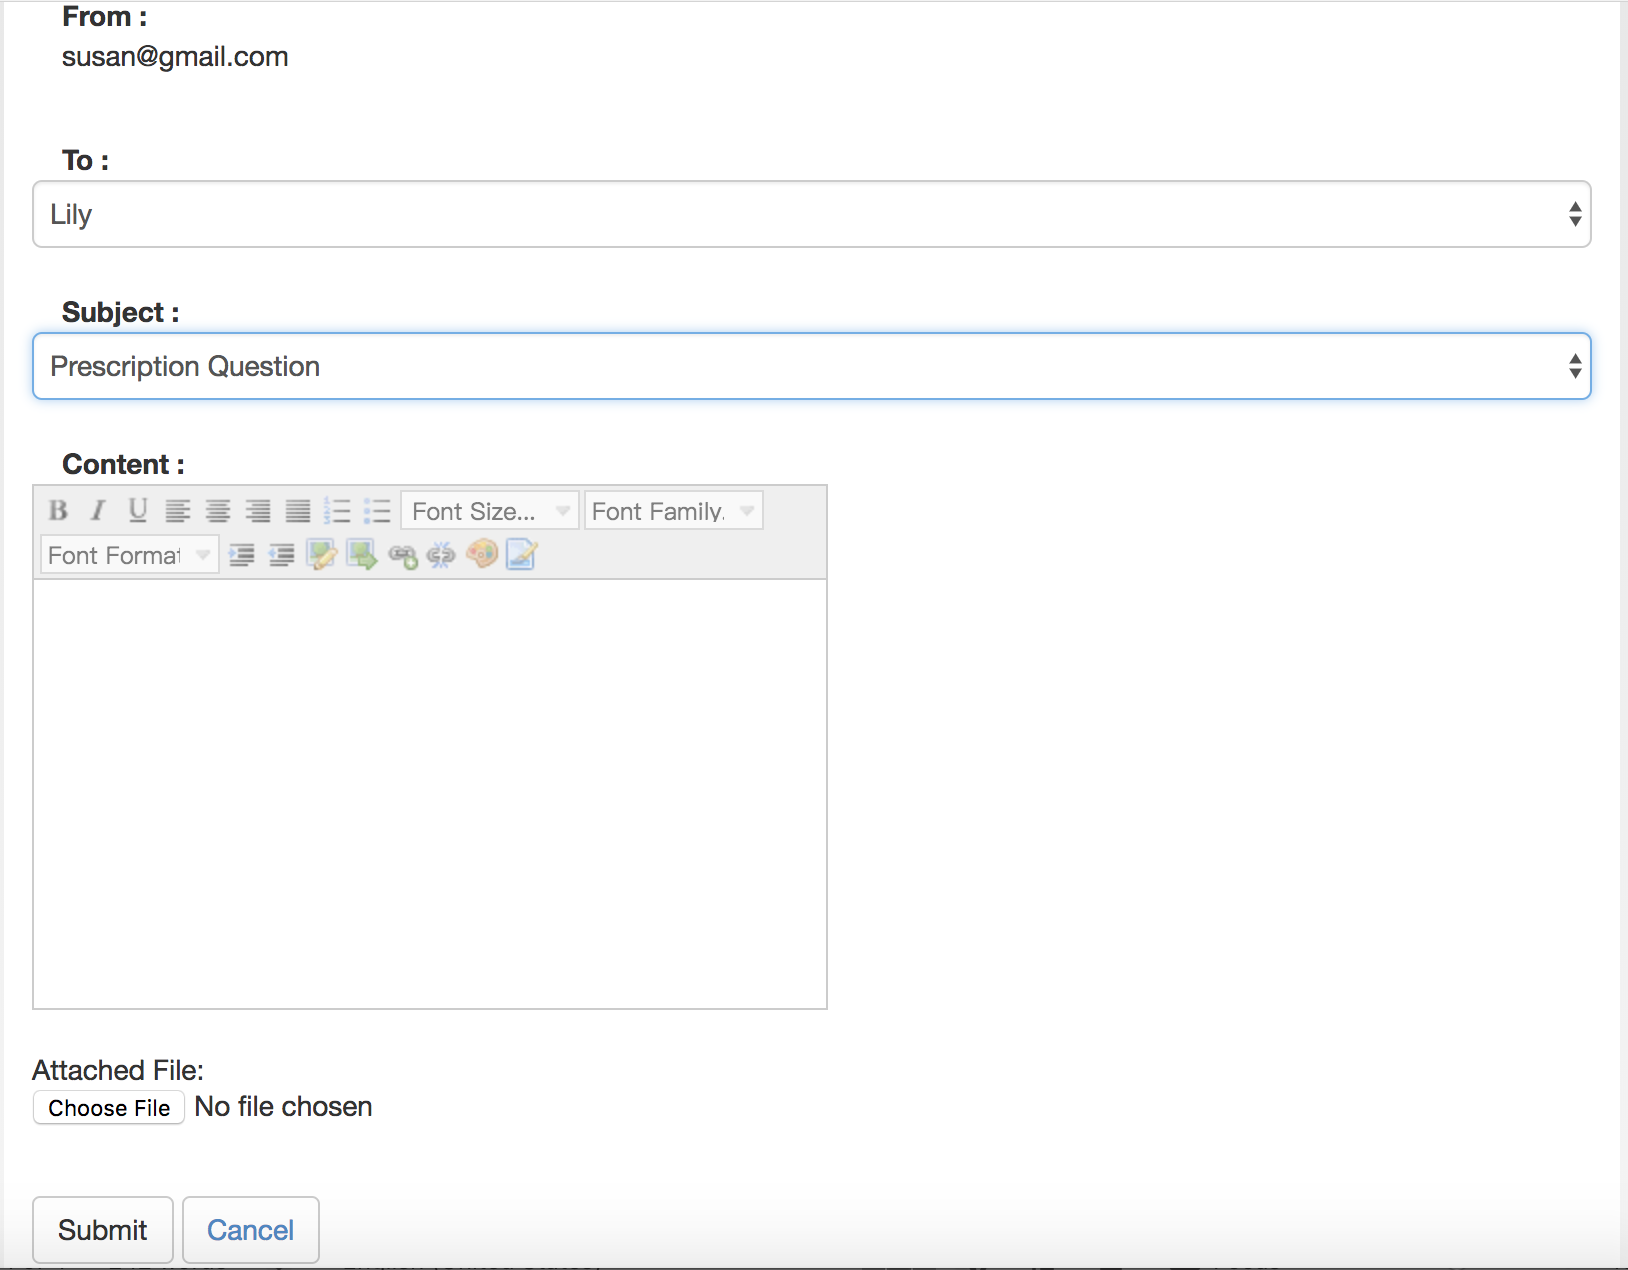 From :
susan@gmail.com
To :
Lily
Subject :
Prescription Question
Content :
B I U Font Size... Font Family.
Font Format
Attached File:
Choose File No file chosen
Submit Cancel